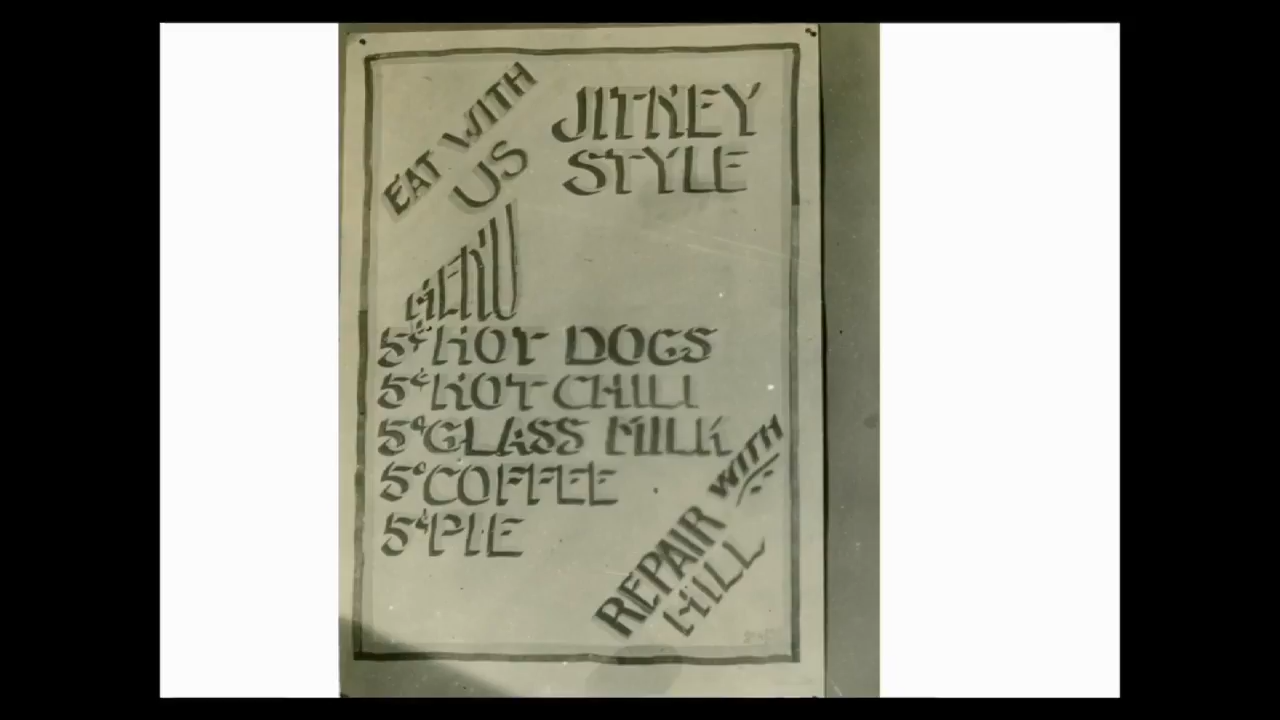 EAT WITH
US
JITNEY
STYLE
MENU
5¢ HOT DOGS
5¢ HOT CHILI
5¢ GLASS MILK
5¢ COFFEE
5¢ PIE
REPAIR WITH
HILL